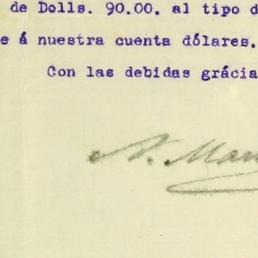 de Dolls. 90.00. al tipo d
e á nuestra cuenta dólares.
Con las debidas grácia